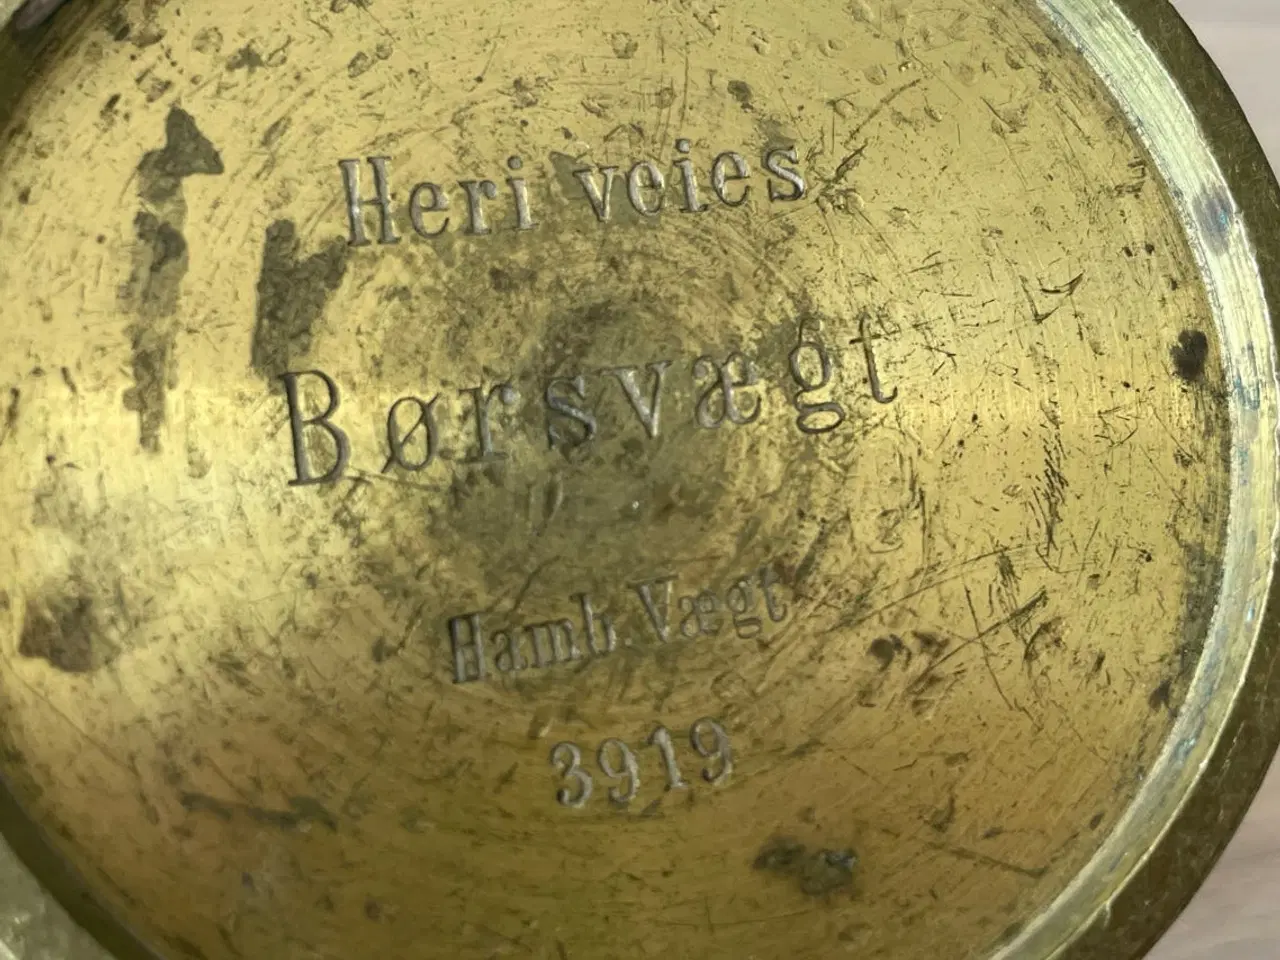 Heri veies
Børsvægt
Hamb. Vægt
3919